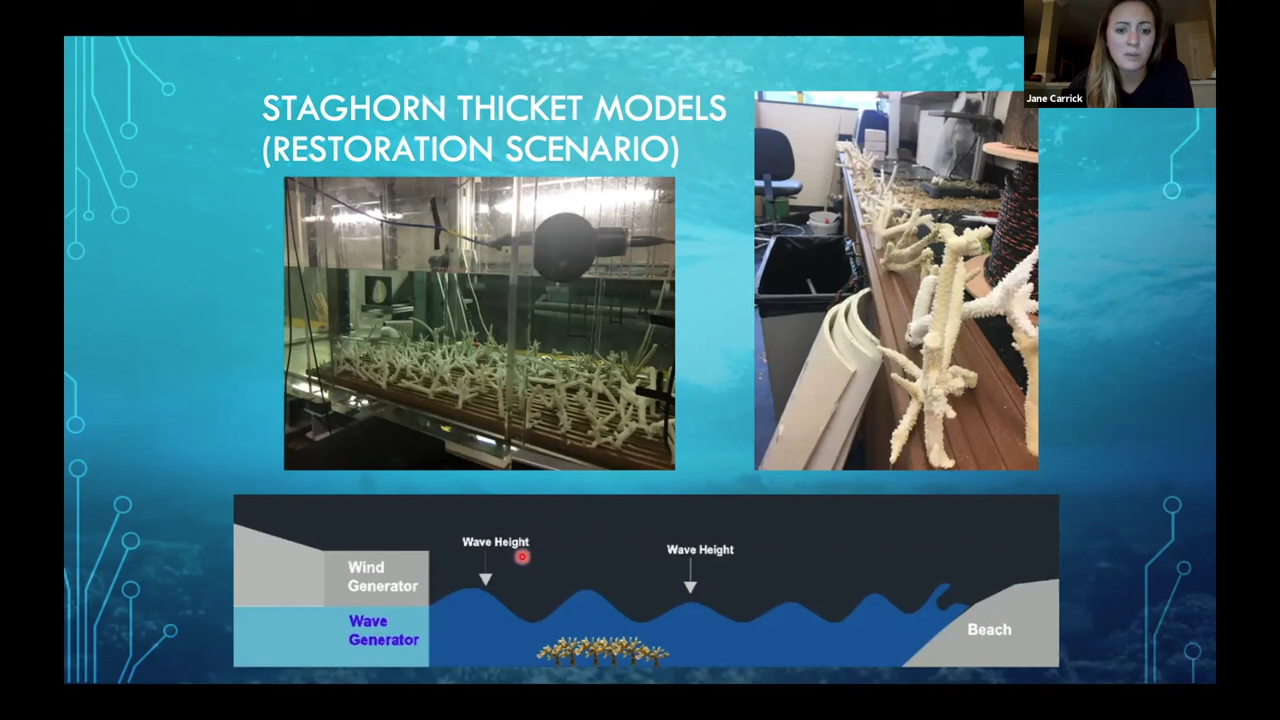 Jane Carrick
STAGHORN THICKET MODELS
(RESTORATION SCENARIO)
Wave Height
Wave Height
Wind
Generator
Wave
Generator
Beach